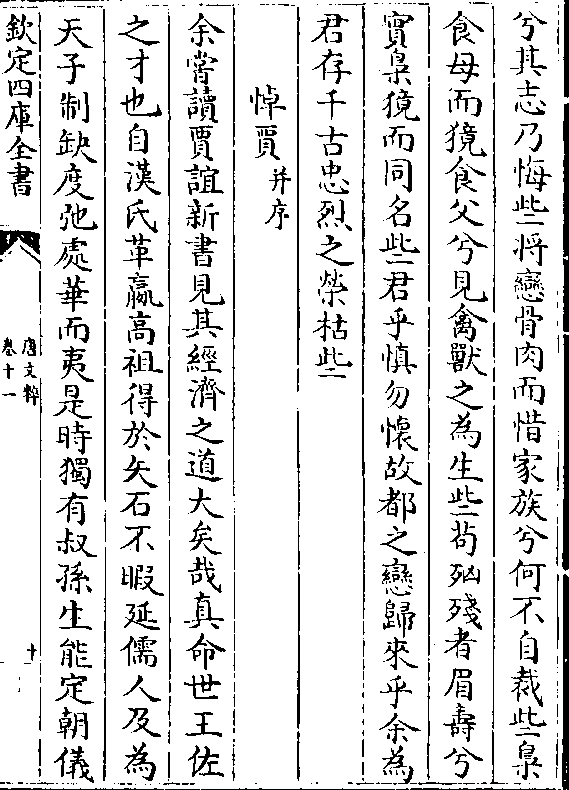 兮其志乃悔些將戀骨肉而惜家族兮何不自裁些梟
食母而獍食父兮見禽獸之為生些茍凶殘者眉壽兮
實梟獍而同名些君乎慎勿懷故都之戀歸來乎余為
君存千古忠烈之榮枯些
悼賈并序
余嘗讀賈誼新書見其經濟之道大矣哉真命世王佐
之才也自漢氏革嬴高祖得於矢石不暇延儒人及為
天子制缺度弛處華而夷是時獨有叔孫生能定朝儀
欽定四庫全書
唐文粹
卷十一
十